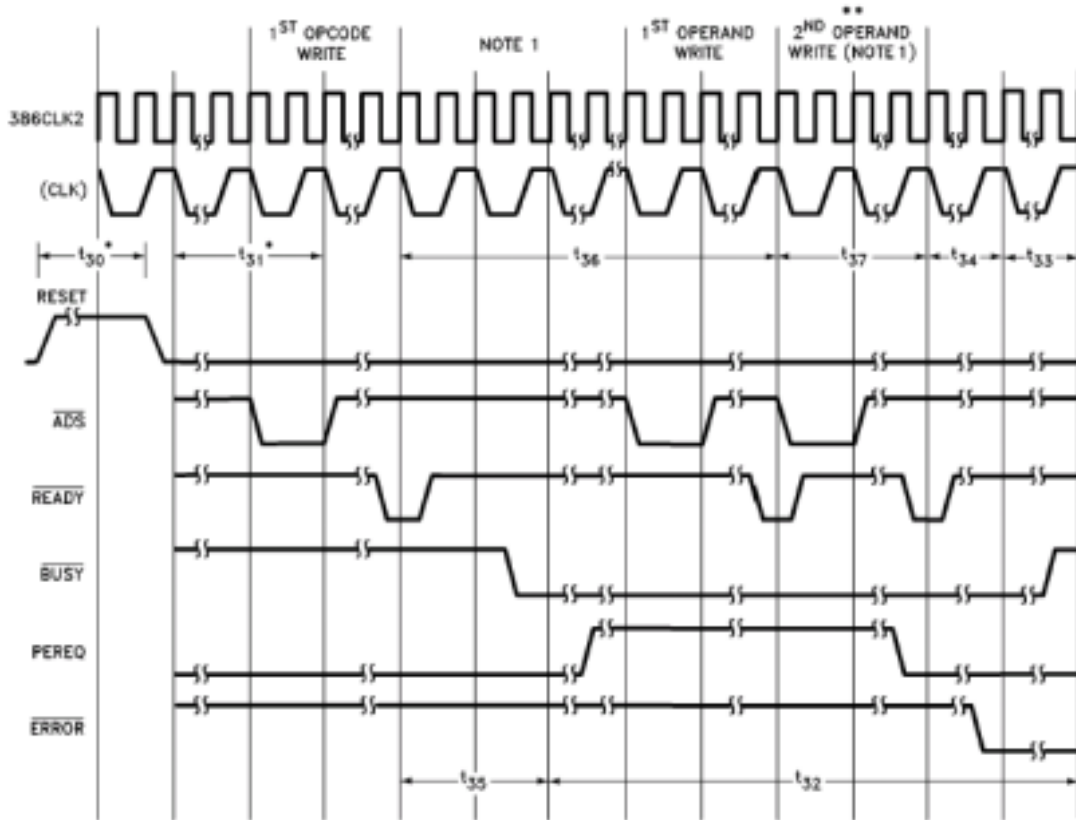 1ST OPCODE
WRITE
NOTE 1
1ST OPERAND
WRITE
**
2ND OPERAND
WRITE (NOTE 1)
386CLK2
(CLK)
t30* t31* t36 t37 t34 t33
RESET
ADS
READY
BUSY
PEREQ
ERROR
t35 t32